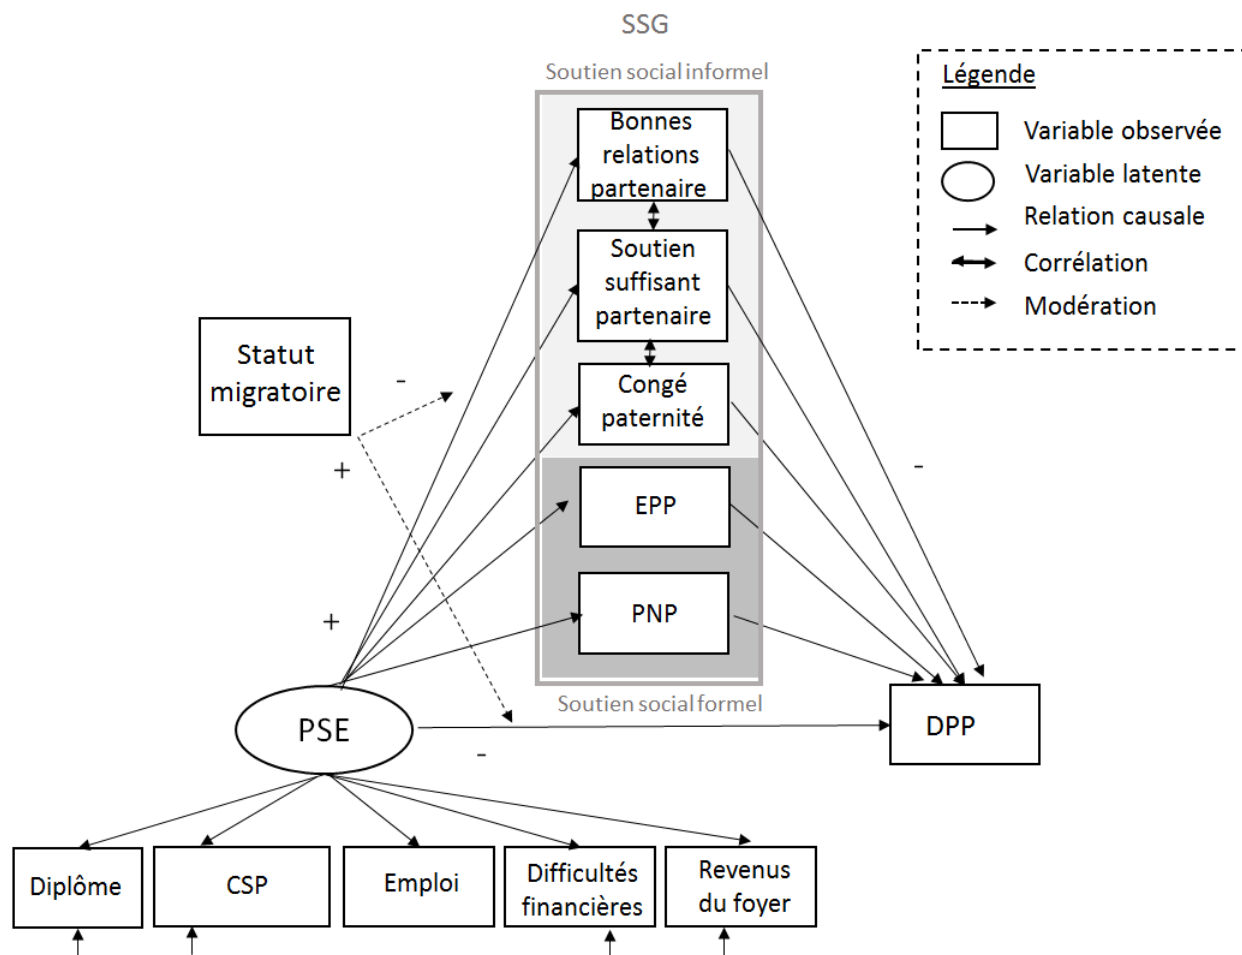 SSG
Soutien social informel
Bonnes
relations
partenaire
Soutien
suffisant
partenaire
Congé
paternité
EPP
PNP
Soutien social formel
Statut
migratoire
-
+
+
-
-
PSE
DPP
Diplôme
CSP
Emploi
Difficultés
financières
Revenus
du foyer
Légende
Variable observée
Variable latente
Relation causale
Corrélation
Modération